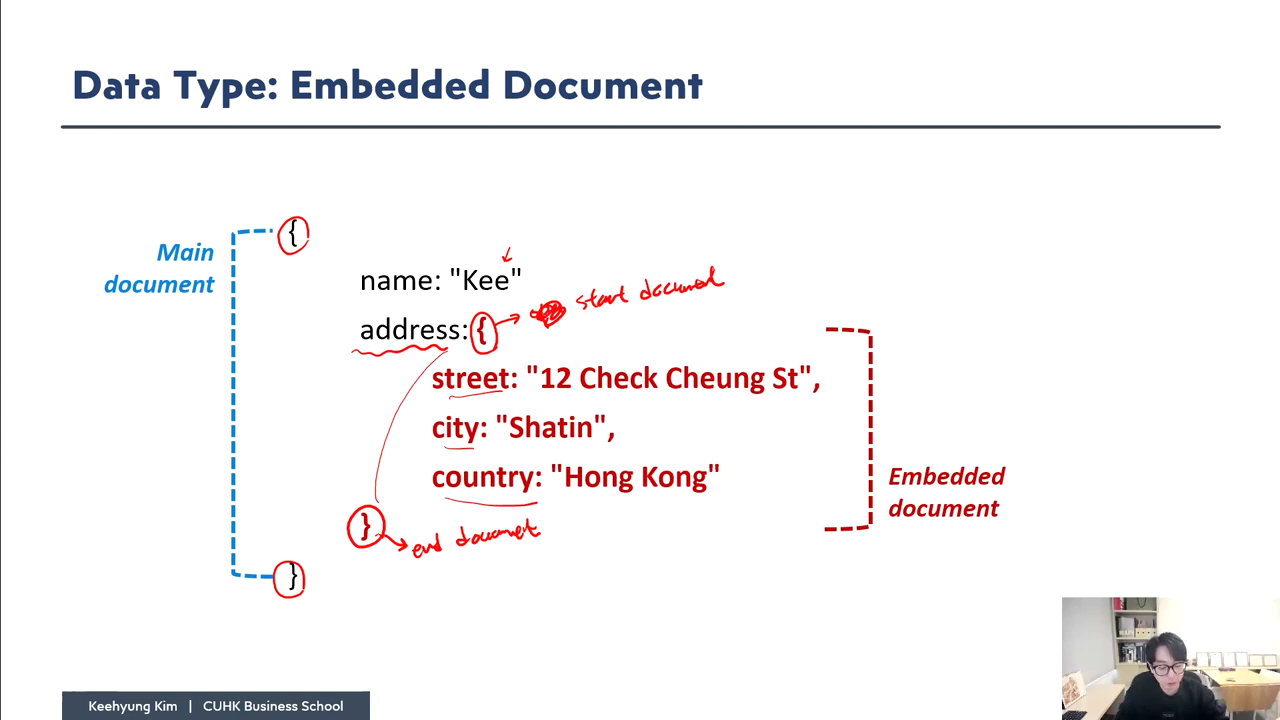 Data Type: Embedded Document
Main
document
{
name: "Kee"
address: {
start document
street: "12 Check Cheung St",
city: "Shatin",
country: "Hong Kong"
}
end document
}
Embedded
document
Keehyung Kim | CUHK Business School